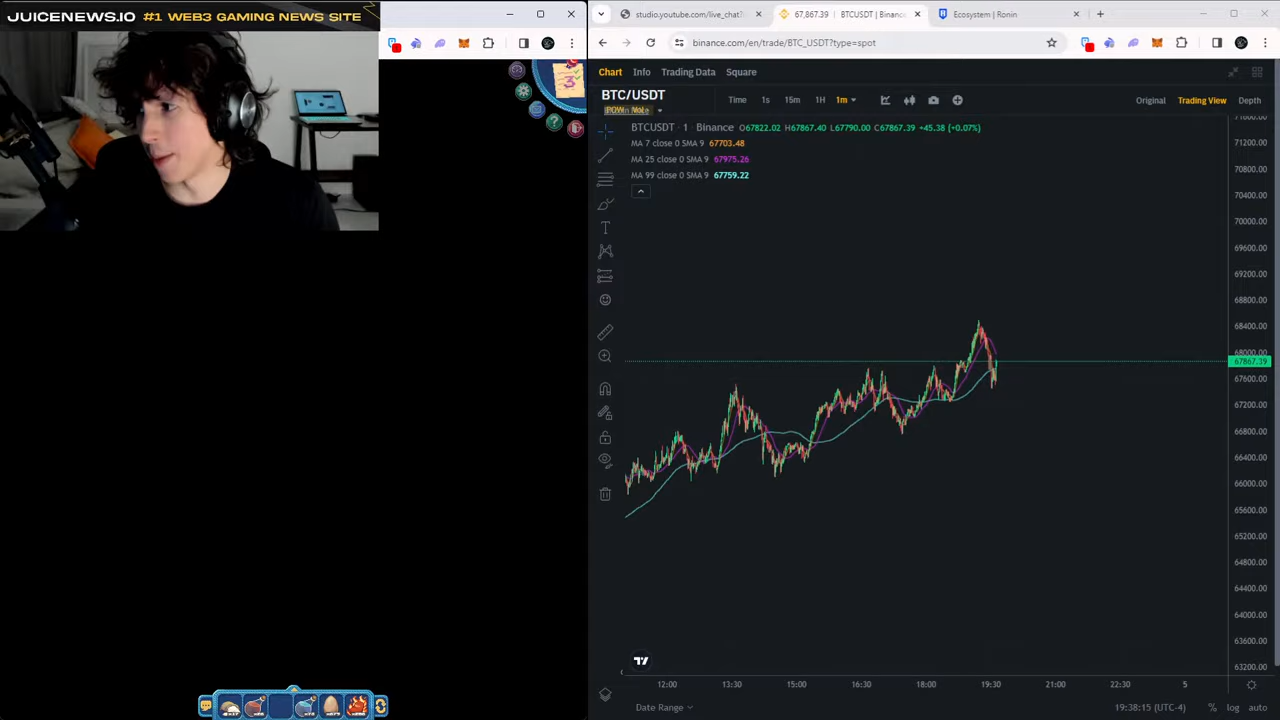 JUICENEWS.IO #1 WEB3 GAMING NEWS SITE
studio.youtube.com/live_chat?
67,867.39 | BTCUSDT | Binanc
Ecosystem | Ronin
binance.com/en/trade/BTC_USDT?type=spot
Chart Info Trading Data Square
BTC/USDT
POW
Time 1s 15m 1H 1m
Original Trading View Depth
BTCUSDT · 1 · Binance O67822.02 H67867.40 L67790.00 C67867.39 +45.38 (+0.07%)
MA 7 close 0 SMA 9 67703.48
MA 25 close 0 SMA 9 67975.26
MA 99 close 0 SMA 9 67759.22
71200.00
70800.00
70400.00
70000.00
69600.00
69200.00
68800.00
68400.00
68000.00
67867.39
67600.00
67200.00
66800.00
66400.00
66000.00
65600.00
65200.00
64800.00
64400.00
64000.00
63600.00
63200.00
12:00 13:30 15:00 16:30 18:00 19:30 21:00 22:30 5
Date Range
19:38:15 (UTC-4) % log auto